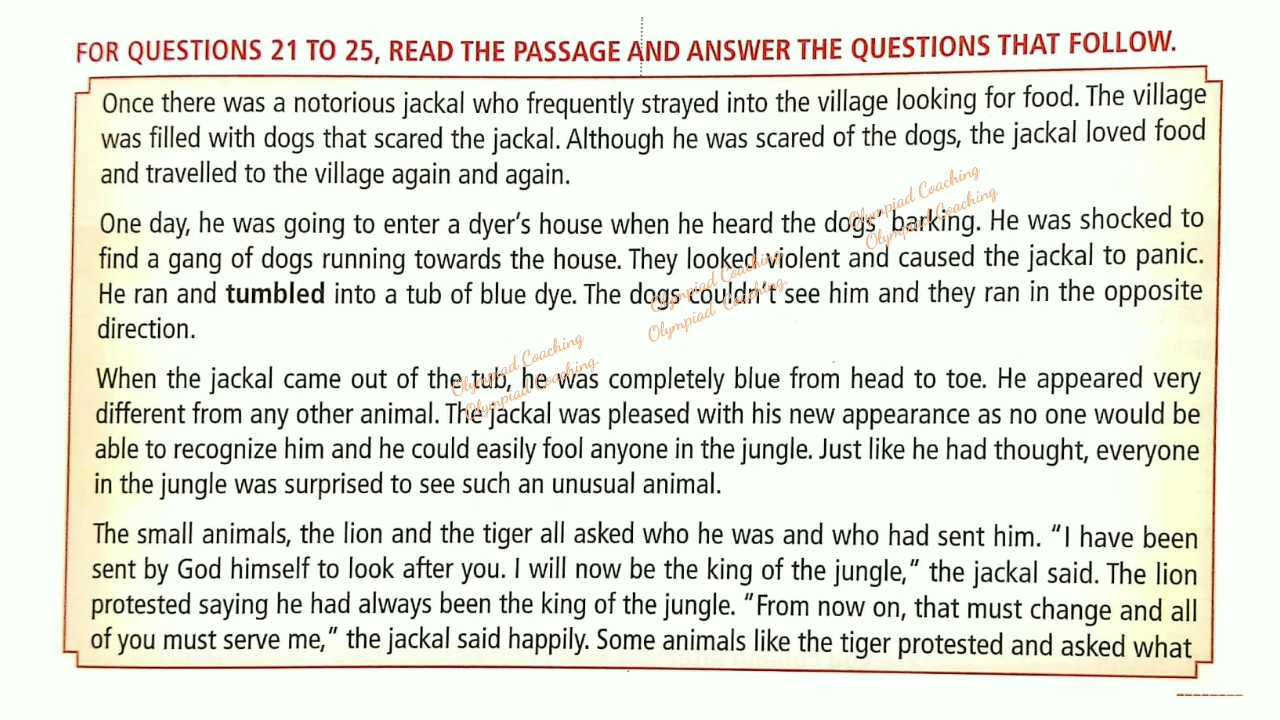 FOR QUESTIONS 21 TO 25, READ THE PASSAGE AND ANSWER THE QUESTIONS THAT FOLLOW.
Once there was a notorious jackal who frequently strayed into the village looking for food. The village
was filled with dogs that scared the jackal. Although he was scared of the dogs, the jackal loved food
and travelled to the village again and again.
One day, he was going to enter a dyer's house when he heard the dogs' barking. He was shocked to
find a gang of dogs running towards the house. They looked violent and caused the jackal to panic.
He ran and tumbled into a tub of blue dye. The dogs couldn't see him and they ran in the opposite
direction.
When the jackal came out of the tub, he was completely blue from head to toe. He appeared very
different from any other animal. The jackal was pleased with his new appearance as no one would be
able to recognize him and he could easily fool anyone in the jungle. Just like he had thought, everyone
in the jungle was surprised to see such an unusual animal.
The small animals, the lion and the tiger all asked who he was and who had sent him. "I have been
sent by God himself to look after you. I will now be the king of the jungle," the jackal said. The lion
protested saying he had always been the king of the jungle. "From now on, that must change and all
of you must serve me," the jackal said happily. Some animals like the tiger protested and asked what
Olympiad Coaching
Olympiad Coaching
Olympiad Coaching
Olympiad Coaching.
Olympiad Coaching
Olympiad Coaching.